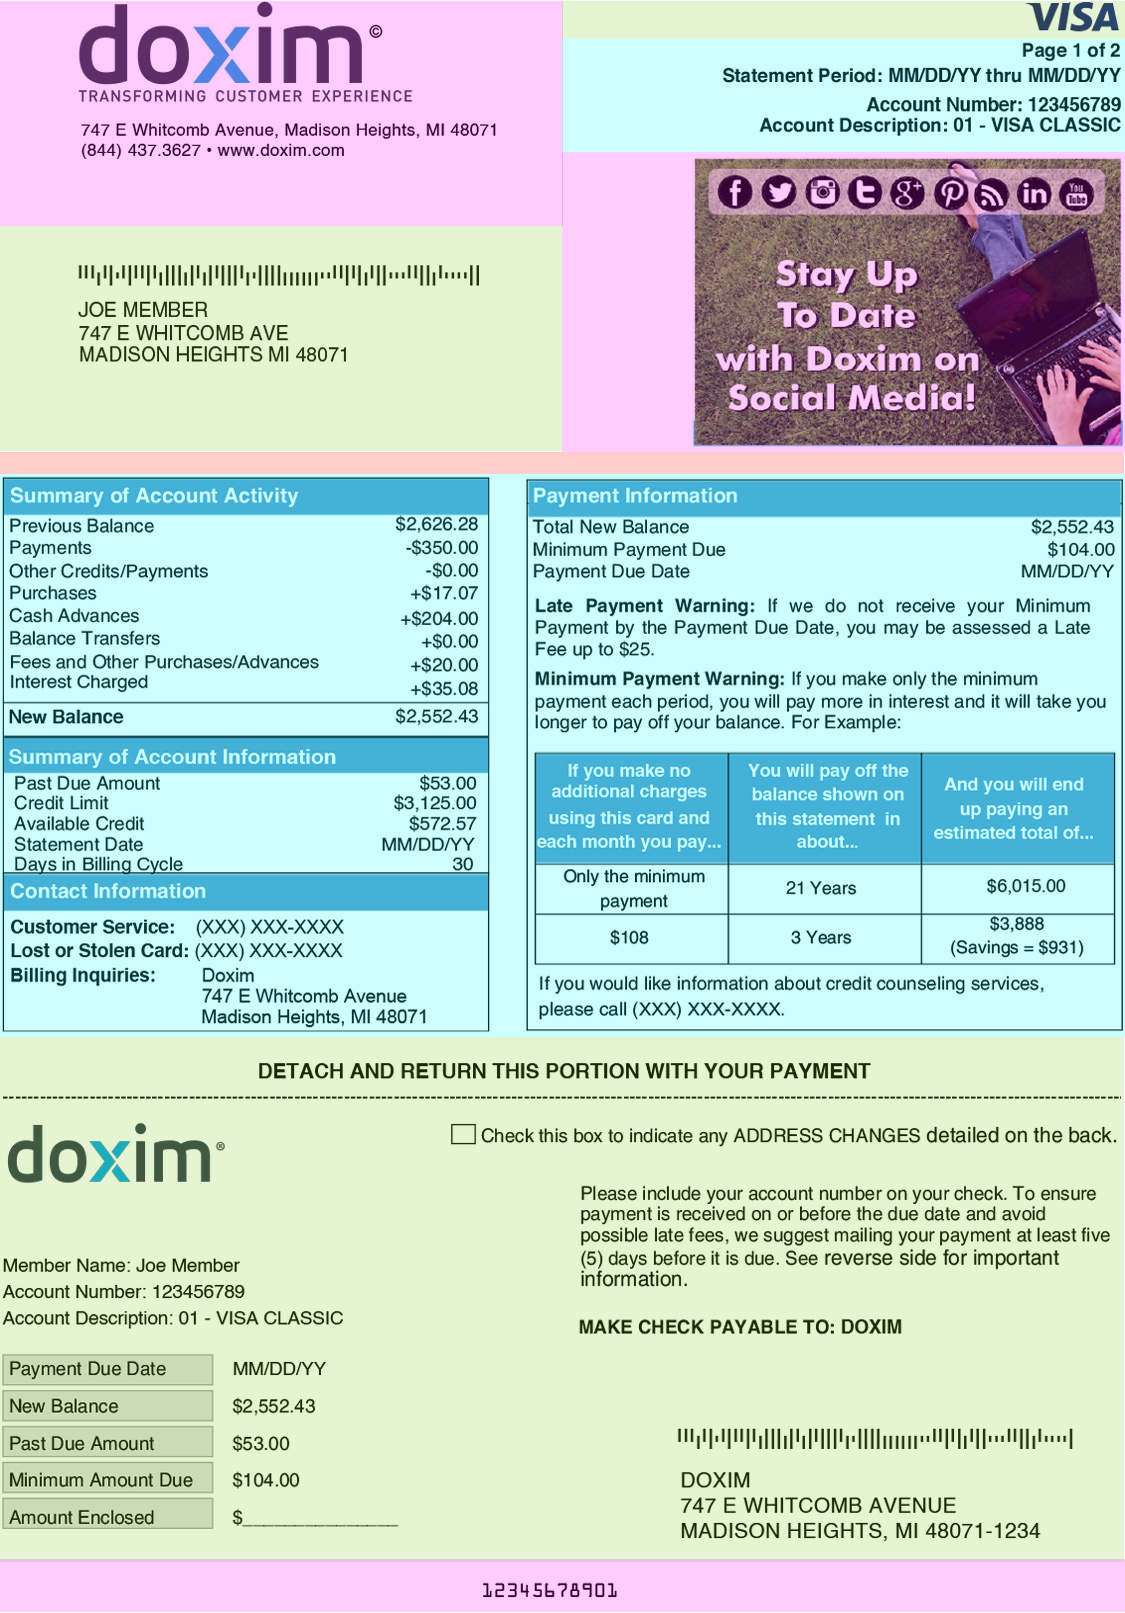 doxim©
TRANSFORMING CUSTOMER EXPERIENCE
747 E Whitcomb Avenue, Madison Heights, MI 48071
(844) 437.3627 • www.doxim.com
VISA
Page 1 of 2
Statement Period: MM/DD/YY thru MM/DD/YY
Account Number: 123456789
Account Description: 01 - VISA CLASSIC
You
Tube
Stay Up
To Date
with Doxim on
Social Media!
JOE MEMBER
747 E WHITCOMB AVE
MADISON HEIGHTS MI 48071
Summary of Account Activity
Previous Balance $2,626.28
Payments -$350.00
Other Credits/Payments -$0.00
Purchases +$17.07
Cash Advances +$204.00
Balance Transfers +$0.00
Fees and Other Purchases/Advances +$20.00
Interest Charged +$35.08
New Balance $2,552.43
Summary of Account Information
Past Due Amount $53.00
Credit Limit $3,125.00
Available Credit $572.57
Statement Date MM/DD/YY
Days in Billing Cycle 30
Contact Information
Customer Service: (XXX) XXX-XXXX
Lost or Stolen Card: (XXX) XXX-XXXX
Billing Inquiries: Doxim
747 E Whitcomb Avenue
Madison Heights, MI 48071
Payment Information
Total New Balance $2,552.43
Minimum Payment Due $104.00
Payment Due Date MM/DD/YY
Late Payment Warning: If we do not receive your Minimum
Payment by the Payment Due Date, you may be assessed a Late
Fee up to $25.
Minimum Payment Warning: If you make only the minimum
payment each period, you will pay more in interest and it will take you
longer to pay off your balance. For Example:
If you make no
additional charges
using this card and
each month you pay...
You will pay off the
balance shown on
this statement in
about...
And you will end
up paying an
estimated total of...
Only the minimum
payment
21 Years
$6,015.00
$108
3 Years
$3,888
(Savings = $931)
If you would like information about credit counseling services,
please call (XXX) XXX-XXXX.
DETACH AND RETURN THIS PORTION WITH YOUR PAYMENT
doxim®
Check this box to indicate any ADDRESS CHANGES detailed on the back.
Please include your account number on your check. To ensure
payment is received on or before the due date and avoid
possible late fees, we suggest mailing your payment at least five
(5) days before it is due. See reverse side for important
information.
Member Name: Joe Member
Account Number: 123456789
Account Description: 01 - VISA CLASSIC
MAKE CHECK PAYABLE TO: DOXIM
Payment Due Date MM/DD/YY
New Balance $2,552.43
Past Due Amount $53.00
Minimum Amount Due $104.00
Amount Enclosed $_______________
DOXIM
747 E WHITCOMB AVENUE
MADISON HEIGHTS, MI 48071-1234
12345678901